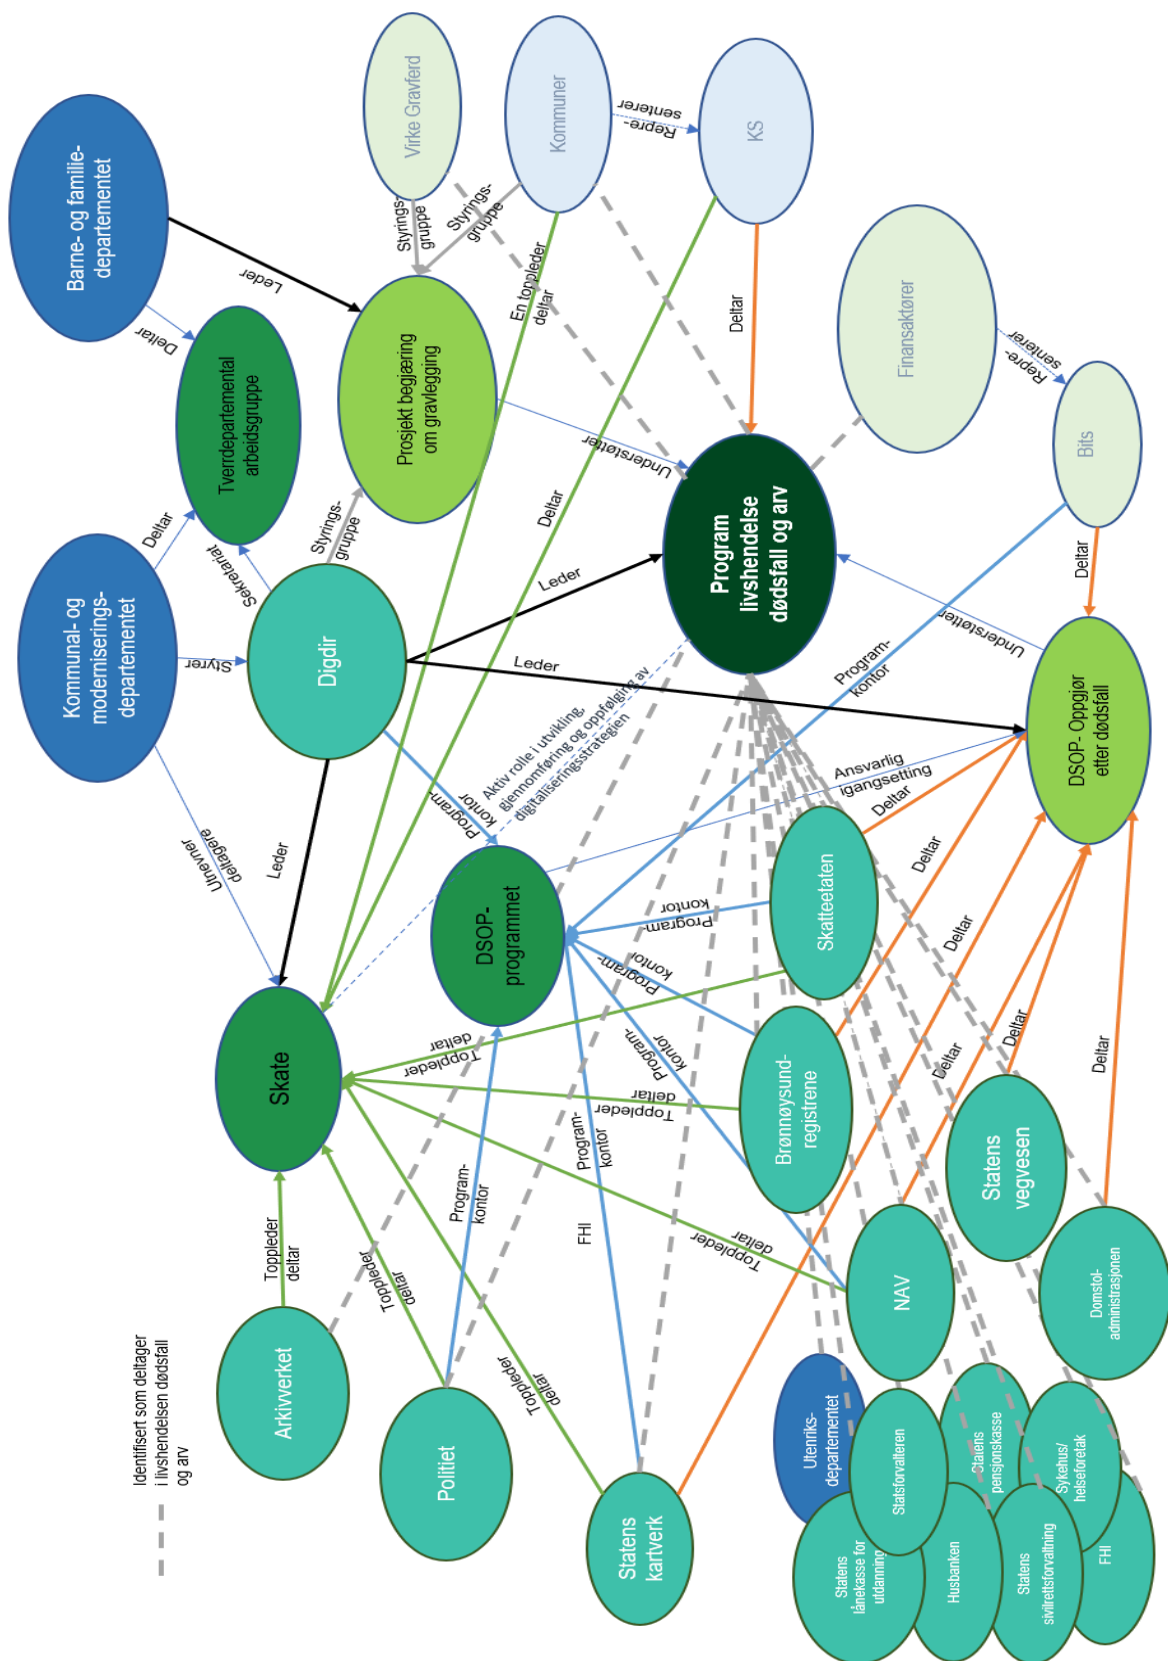 Identifisert som deltager
i livshendelsen dødsfall
og arv
Kommunal- og
moderniserings-
departementet
Barne- og familie-
departementet
Utnevner
deltagere
Styrer
Deltar
Deltar
Leder
Tverrdepartemental
arbeidsgruppe
Sekretariat
Digdir
Styrings-
gruppe
Prosjekt begjæring
om gravlegging
Styrings-
gruppe
Styrings-
gruppe
Virke Gravferd
Kommuner
Repre-
senterer
KS
Arkivverket
Toppleder
deltar
Skate
Leder
Leder
Leder
En toppleder
deltar
Deltar
Deltar
Understøtter
Politiet
Toppleder
deltar
Program-
kontor
DSOP-
programmet
Program-
kontor
Aktiv rolle i utvikling,
gjennomføring og oppfølging av
digitaliseringsstrategien
Program
livshendelse
dødsfall og arv
Finansaktører
Repre-
senterer
Bits
Statens
kartverk
Toppleder
deltar
FHI
Program-
kontor
Toppleder
deltar
Toppleder
deltar
Toppleder
deltar
Program-
kontor
Program-
kontor
Program-
kontor
Program-
kontor
Ansvarlig
igangsetting
Understøtter
Deltar
Skatteetaten
Brønnøysund-
registrene
NAV
Statens
vegvesen
Domstol-
administrasjonen
Deltar
Deltar
Deltar
Deltar
Deltar
Deltar
DSOP- Oppgjør
etter dødsfall
Utenriks-
departementet
Statens
lånekasse for
utdanning
Statsforvalteren
Husbanken
Statens
pensjonskasse
Statens
sivilrettsforvaltning
Sykehus/
helseforetak
FHI